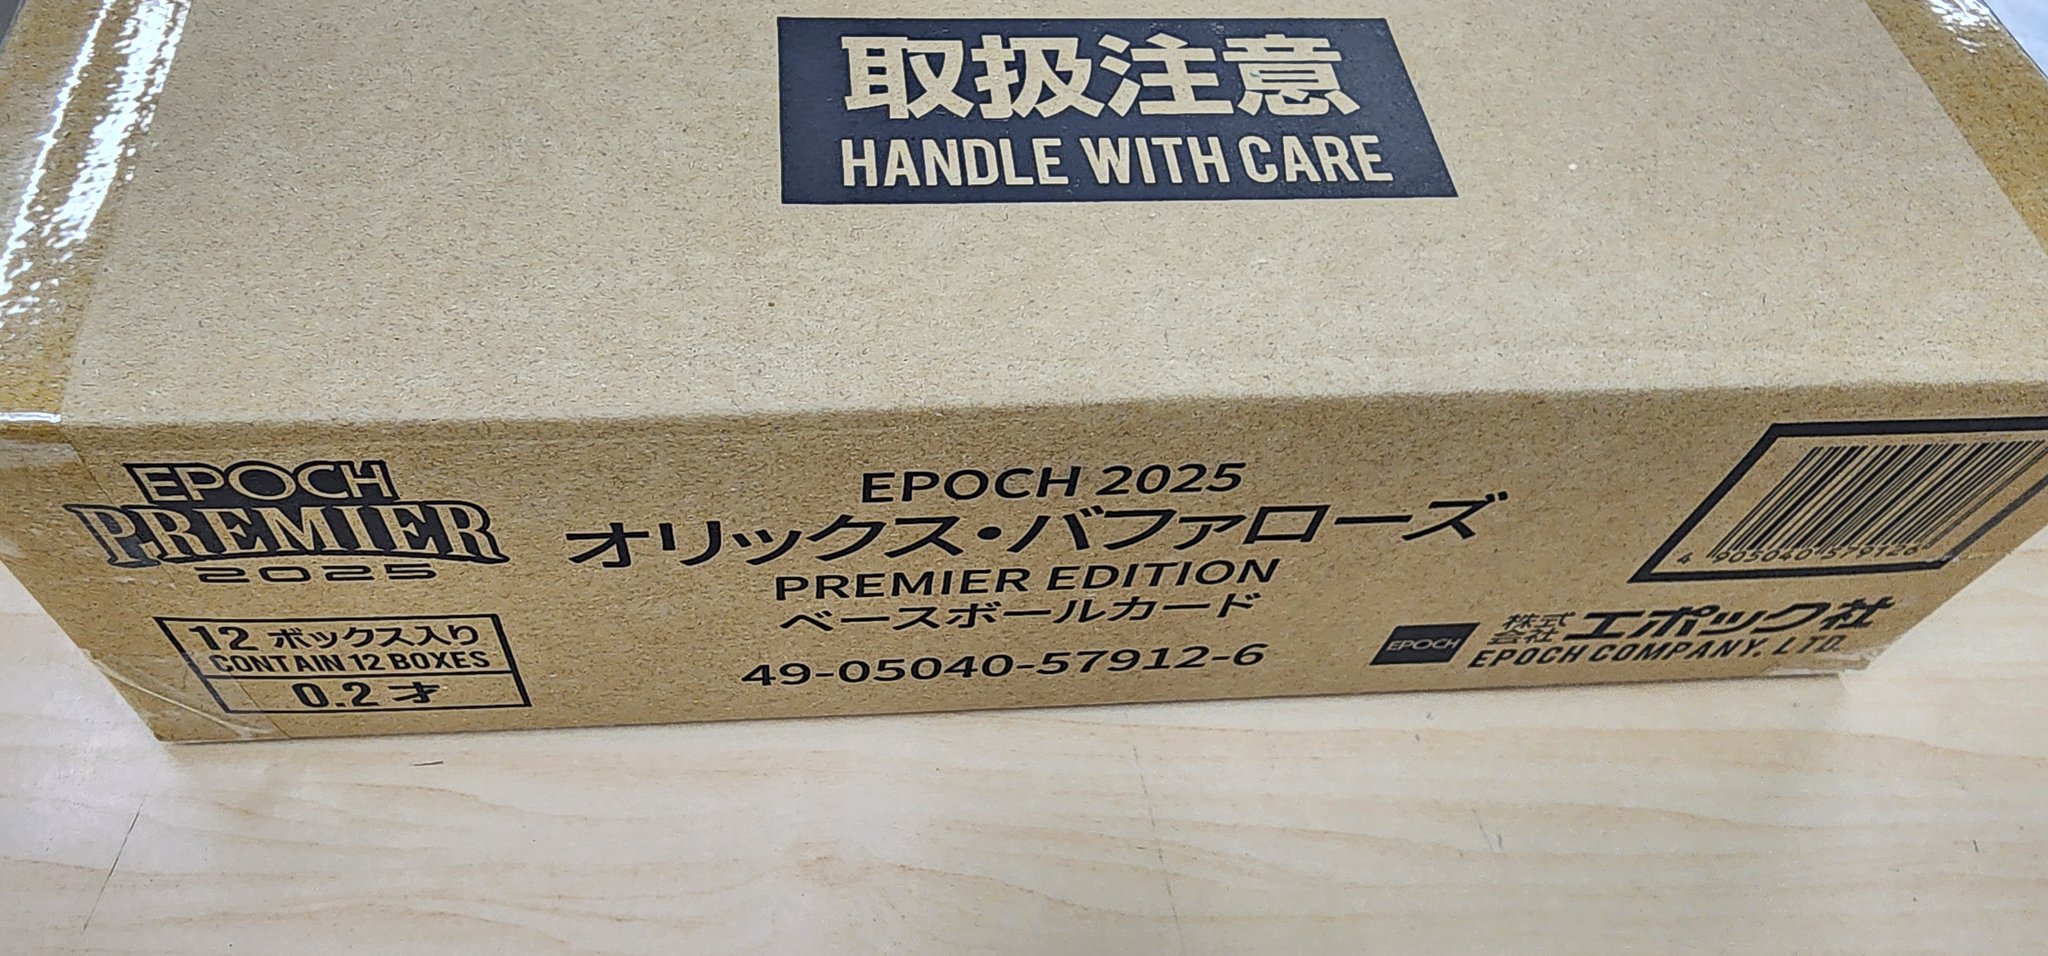 取扱注意
HANDLE WITH CARE
EPOCH
PREMIER
2025
12 ボックス入り
CONTAIN 12 BOXES
0.2 才
EPOCH 2025
オリックス・バファローズ
PREMIER EDITION
ベースボールカード
49-05040-57912-6
4 905040 579126
EPOCH
株式会社 エポック社
EPOCH COMPANY, LTD.